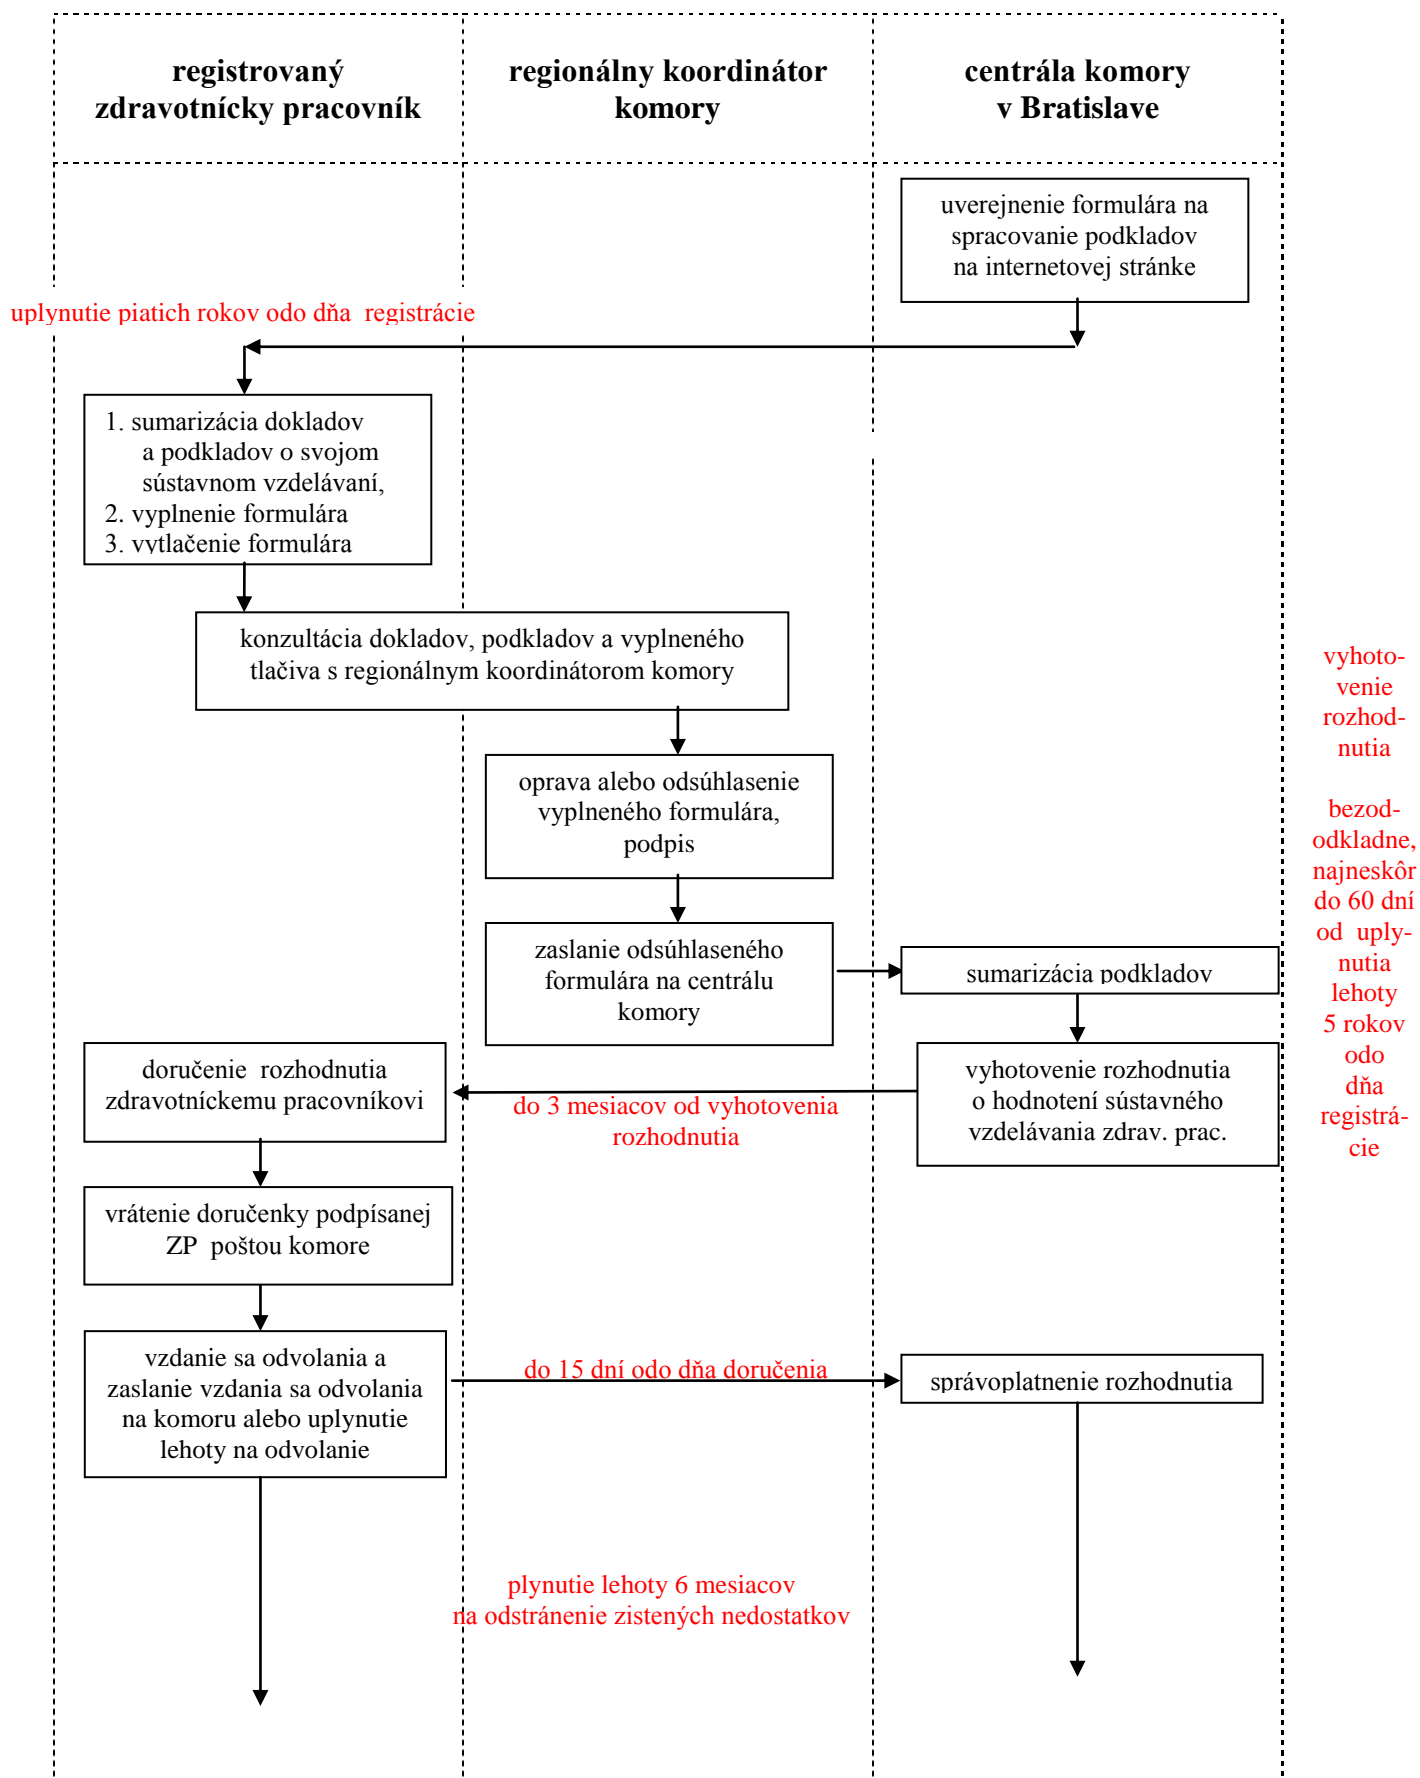 registrovaný
zdravotnícky pracovník
regionálny koordinátor
komory
centrála komory
v Bratislave
uverejnenie formulára na
spracovanie podkladov
na internetovej stránke
uplynutie piatich rokov odo dňa  registrácie
1. sumarizácia dokladov
a podkladov o svojom
sústavnom vzdelávaní,
2. vyplnenie formulára
3. vytlačenie formulára
konzultácia dokladov, podkladov a vyplneného
tlačiva s regionálnym koordinátorom komory
oprava alebo odsúhlasenie
vyplneného formulára,
podpis
zaslanie odsúhlaseného
formulára na centrálu
komory
sumarizácia podkladov
vyhoto-
venie
rozhod-
nutia
bezod-
odkladne,
najneskôr
do 60 dní
od  uply-
nutia
lehoty
5 rokov
odo
dňa
registrá-
cie
vyhotovenie rozhodnutia
o hodnotení sústavného
vzdelávania zdrav. prac.
do 3 mesiacov od vyhotovenia
rozhodnutia
doručenie  rozhodnutia
zdravotníckemu pracovníkovi
vrátenie doručenky podpísanej
ZP  poštou komore
vzdanie sa odvolania a
zaslanie vzdania sa odvolania
na komoru alebo uplynutie
lehoty na odvolanie
do 15 dní odo dňa doručenia
správoplatnenie rozhodnutia
plynutie lehoty 6 mesiacov
na odstránenie zistených nedostatkov